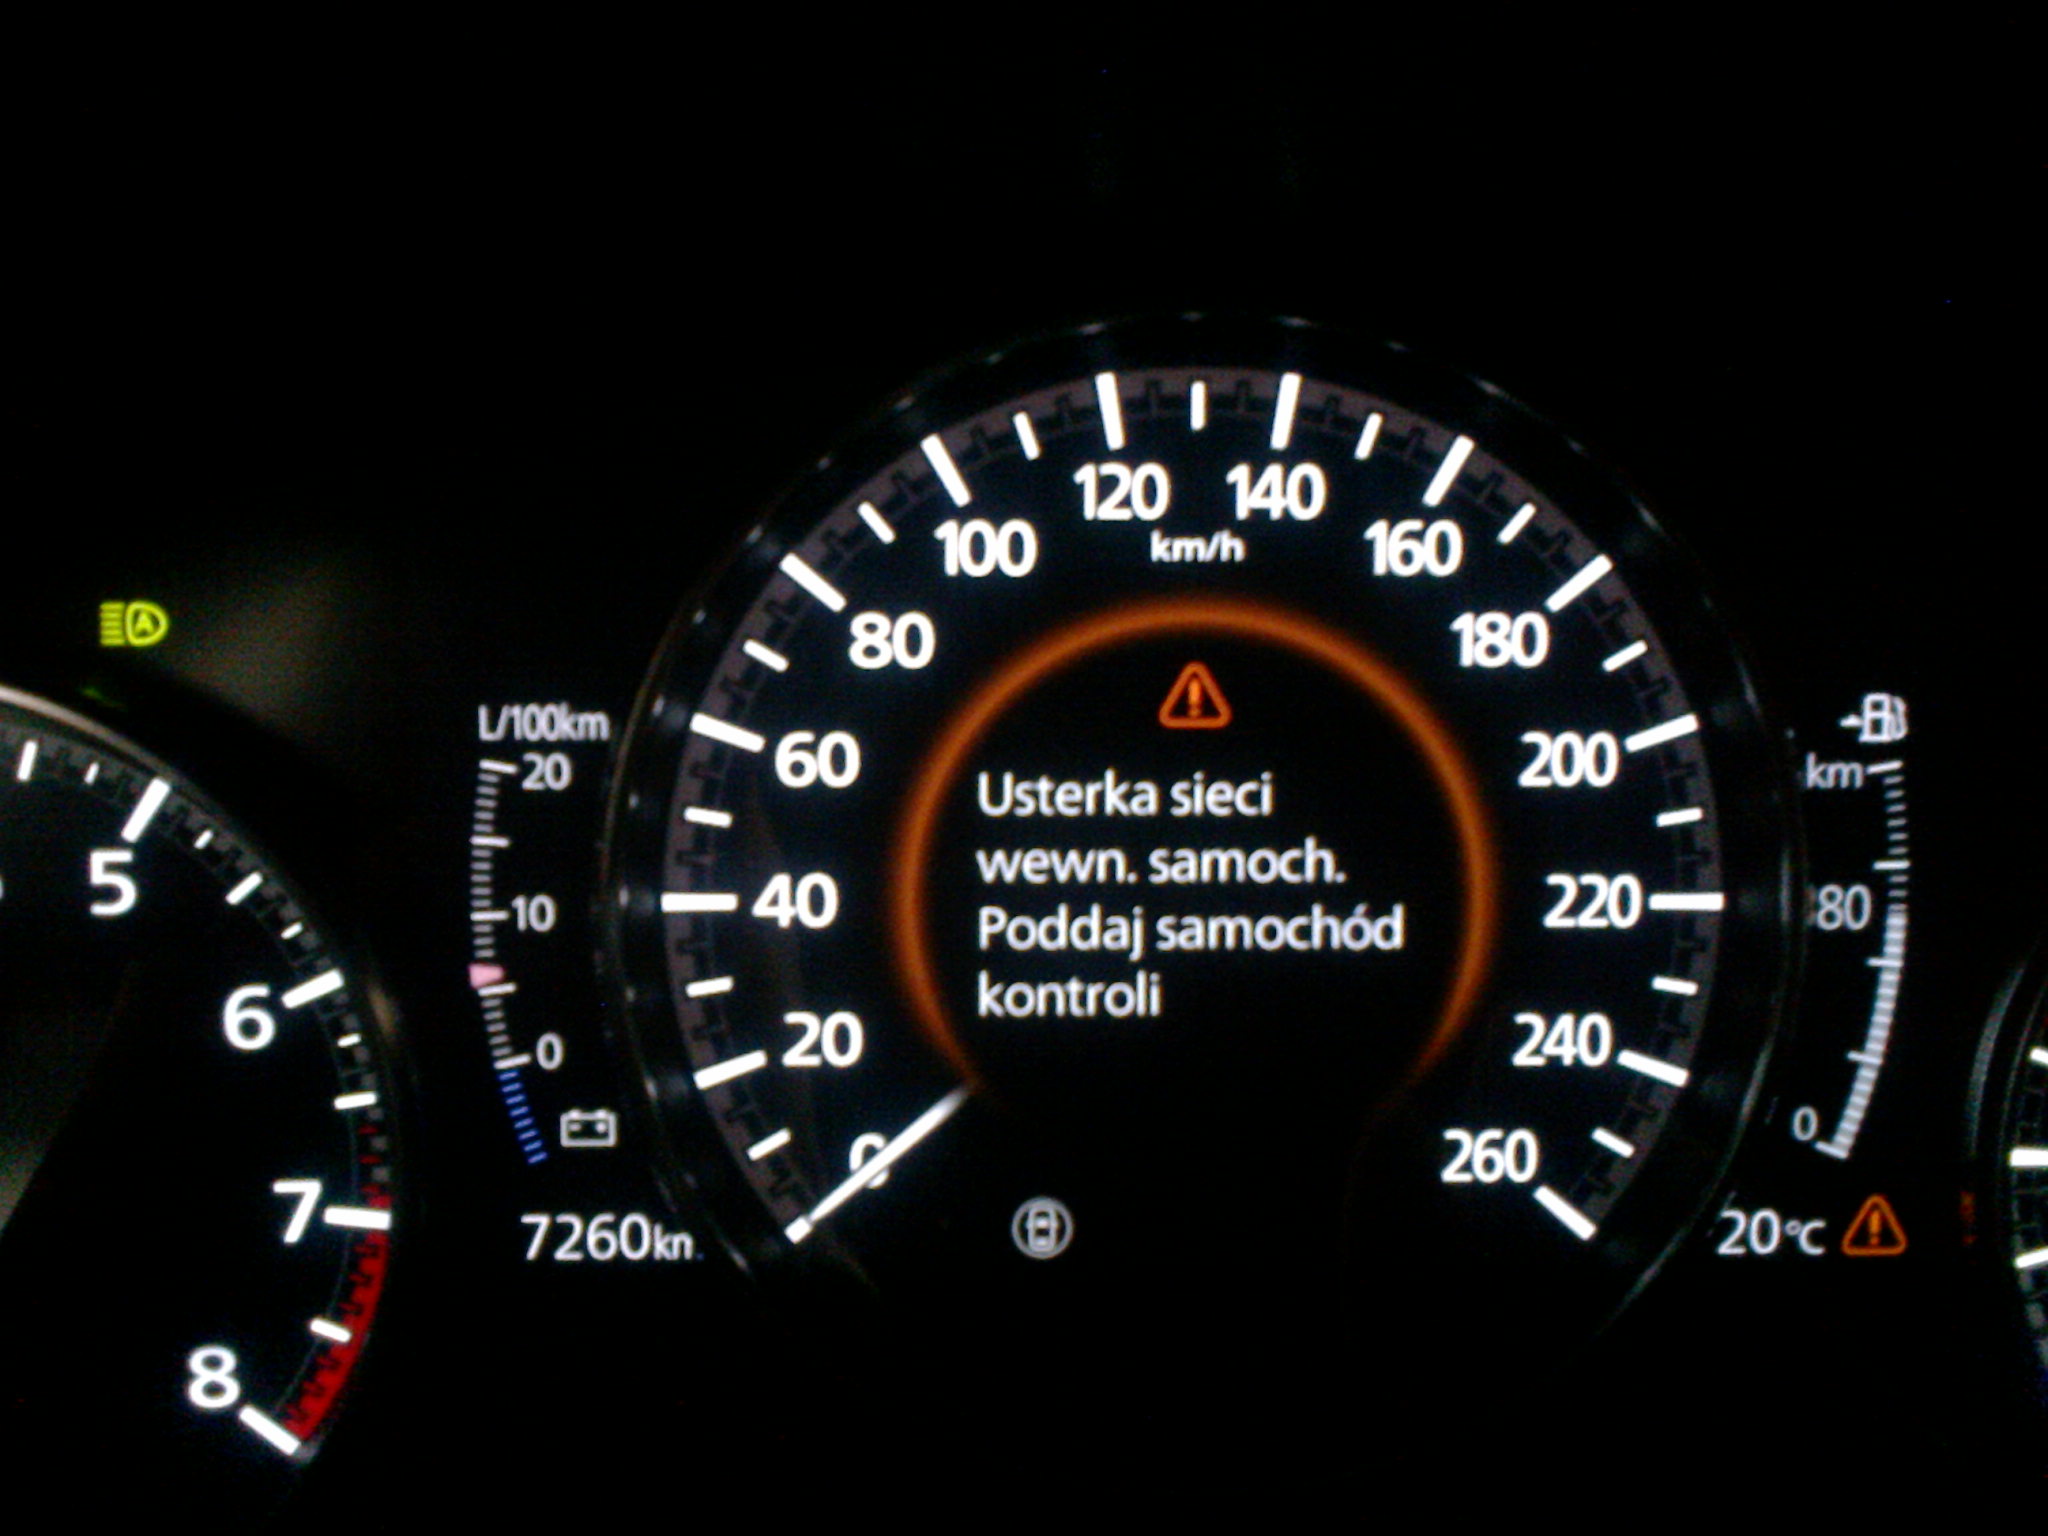 120 140
100 km/h 160
80 180
L/100km
20 60 200 km
Usterka sieci
5 wewn. samoch.
10 40 220 80
Poddaj samochód
6 kontroli
0 20 240 0
7 0 260
7260 20°C
8